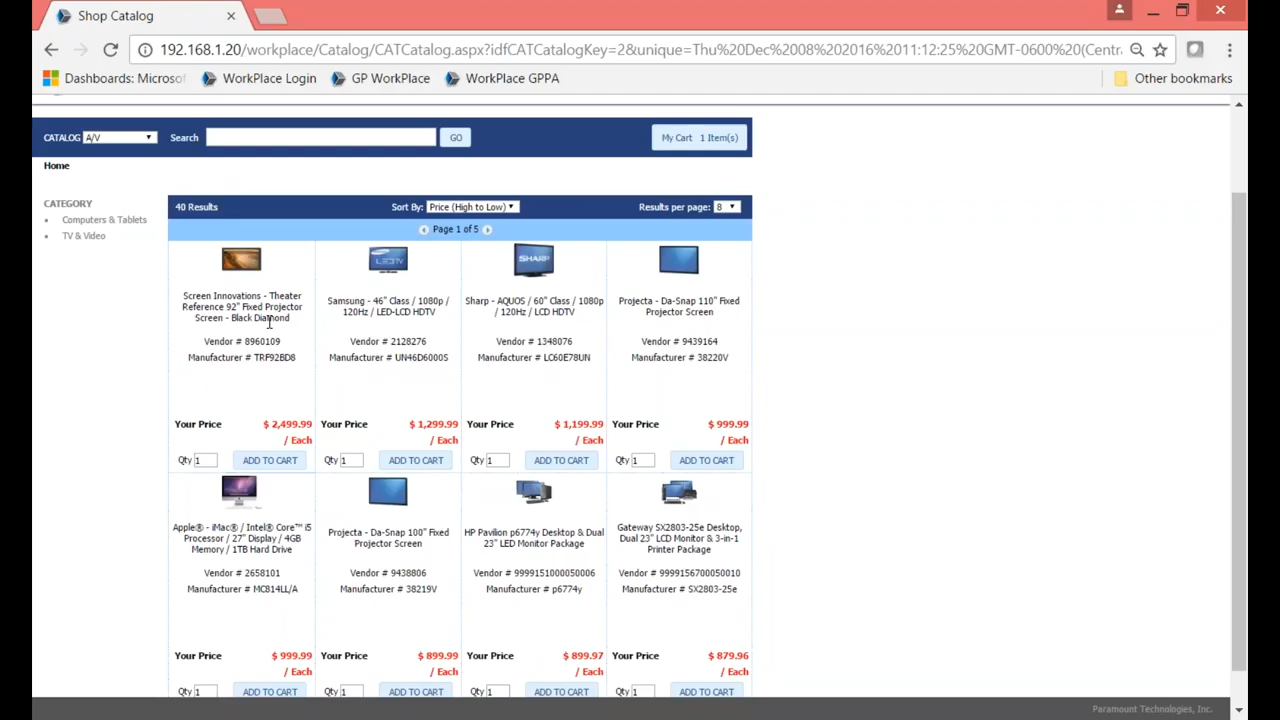 Shop Catalog
192.168.1.20/workplace/Catalog/CATCatalog.aspx?idfCATCatalogKey=2&unique=Thu%20Dec%2008%202016%2011:12:25%20GMT-0600%20(Centr
Dashboards: Microsof WorkPlace Login GP WorkPlace WorkPlace GPPA Other bookmarks
CATALOG A/V Search GO My Cart 1 Item(s)
Home
CATEGORY
Computers & Tablets
TV & Video
40 Results Sort By: Price (High to Low) Results per page: 8
Page 1 of 5
LEDTV
SHARP
Screen Innovations - Theater
Reference 92" Fixed Projector
Screen - Black Diamond
Vendor # 8960109
Manufacturer # TRF92BD8
Your Price $ 2,499.99
/ Each
Qty 1 ADD TO CART
Samsung - 46" Class / 1080p /
120Hz / LED-LCD HDTV
Vendor # 2128276
Manufacturer # UN46D6000S
Your Price $ 1,299.99
/ Each
Qty 1 ADD TO CART
Sharp - AQUOS / 60" Class / 1080p
/ 120Hz / LCD HDTV
Vendor # 1348076
Manufacturer # LC60E78UN
Your Price $ 1,199.99
/ Each
Qty 1 ADD TO CART
Projecta - Da-Snap 110" Fixed
Projector Screen
Vendor # 9439164
Manufacturer # 38220V
Your Price $ 999.99
/ Each
Qty 1 ADD TO CART
Apple® - iMac® / Intel® Core™ i5
Processor / 27" Display / 4GB
Memory / 1TB Hard Drive
Vendor # 2658101
Manufacturer # MC814LL/A
Your Price $ 999.99
/ Each
Qty 1 ADD TO CART
Projecta - Da-Snap 100" Fixed
Projector Screen
Vendor # 9438806
Manufacturer # 38219V
Your Price $ 899.99
/ Each
Qty 1 ADD TO CART
HP Pavilion p6774y Desktop & Dual
23" LED Monitor Package
Vendor # 9999151000050006
Manufacturer # p6774y
Your Price $ 899.97
/ Each
Qty 1 ADD TO CART
Gateway SX2803-25e Desktop,
Dual 23" LCD Monitor & 3-in-1
Printer Package
Vendor # 9999156700050010
Manufacturer # SX2803-25e
Your Price $ 879.96
/ Each
Qty 1 ADD TO CART
Paramount Technologies, Inc.